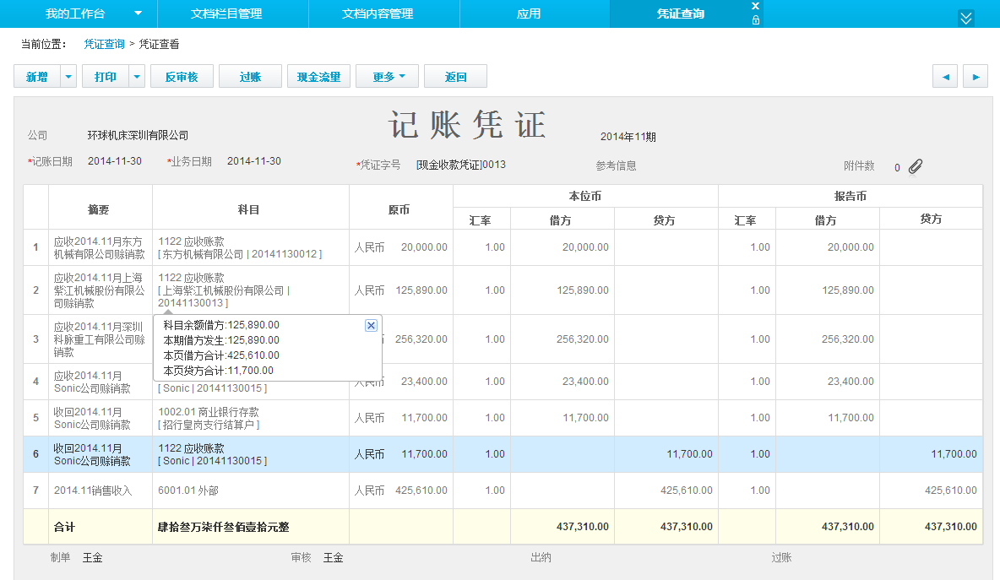 我的工作台 文档栏目管理 文档内容管理 应用 凭证查询 X
当前位置： 凭证查询 > 凭证查看
新增 打印 反审核 过账 现金流量 更多 返回
记账凭证
公司 环球机床深圳有限公司 2014年11期
*记账日期 2014-11-30 *业务日期 2014-11-30 *凭证字号 [现金收款凭证]0013 参考信息 附件数 0
摘要 科目 原币 本位币 报告币
汇率 借方 贷方 汇率 借方 贷方
1 应收2014.11月东方机械有限公司赊销款 1122 应收账款 [ 东方机械有限公司 | 20141130012 ] 人民币 20,000.00 1.00 20,000.00 1.00 20,000.00
2 应收2014.11月上海紫江机械股份有限公司赊销款 1122 应收账款 [ 上海紫江机械股份有限公司 | 20141130013 ] 人民币 125,890.00 1.00 125,890.00 1.00 125,890.00
科目余额借方:125,890.00
本期借方发生:125,890.00
本页借方合计:425,610.00
本页贷方合计:11,700.00
3 应收2014.11月深圳科脉重工有限公司赊销款 256,320.00 1.00 256,320.00 1.00 256,320.00
4 应收2014.11月Sonic公司赊销款 [ Sonic | 20141130015 ] 人民币 23,400.00 1.00 23,400.00 1.00 23,400.00
5 收回2014.11月Sonic公司赊销款 1002.01 商业银行存款 [ 招行皇岗支行结算户 ] 人民币 11,700.00 1.00 11,700.00 1.00 11,700.00
6 收回2014.11月Sonic公司赊销款 1122 应收账款 [ Sonic | 20141130015 ] 人民币 11,700.00 1.00 11,700.00 1.00 11,700.00
7 2014.11销售收入 6001.01 外部 人民币 425,610.00 1.00 425,610.00 1.00 425,610.00
合计 肆拾叁万柒仟叁佰壹拾元整 437,310.00 437,310.00 437,310.00 437,310.00
制单 王金 审核 王金 出纳 过账